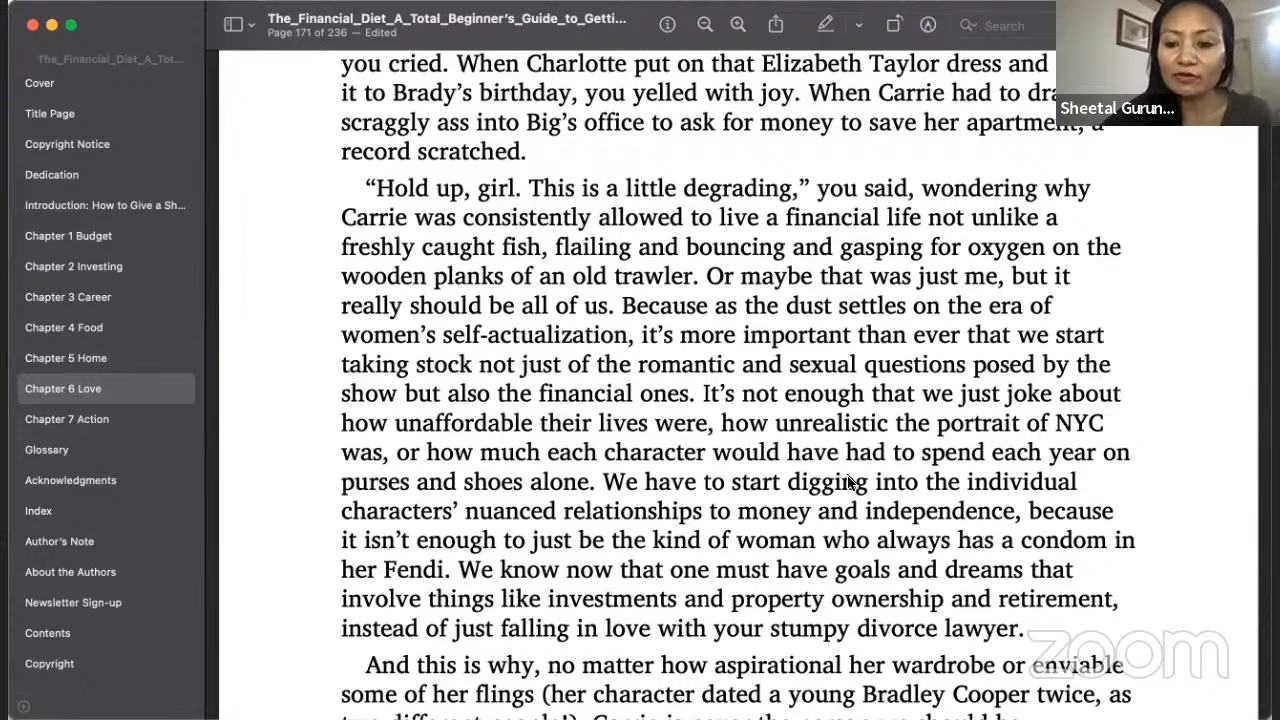 The_Financial_Diet_A_Total_Beginner's_Guide_to_Getti...
Page 171 of 236 — Edited
Search
Sheetal Gurun...
The_Financial_Diet_A_Tot...
Cover
Title Page
Copyright Notice
Dedication
Introduction: How to Give a Sh...
Chapter 1 Budget
Chapter 2 Investing
Chapter 3 Career
Chapter 4 Food
Chapter 5 Home
Chapter 6 Love
Chapter 7 Action
Glossary
Acknowledgments
Index
Author's Note
About the Authors
Newsletter Sign-up
Contents
Copyright
you cried. When Charlotte put on that Elizabeth Taylor dress and
it to Brady's birthday, you yelled with joy. When Carrie had to
scraggly ass into Big's office to ask for money to save her apartment, a
record scratched.
“Hold up, girl. This is a little degrading,” you said, wondering why
Carrie was consistently allowed to live a financial life not unlike a
freshly caught fish, flailing and bouncing and gasping for oxygen on the
wooden planks of an old trawler. Or maybe that was just me, but it
really should be all of us. Because as the dust settles on the era of
women's self-actualization, it's more important than ever that we start
taking stock not just of the romantic and sexual questions posed by the
show but also the financial ones. It's not enough that we just joke about
how unaffordable their lives were, how unrealistic the portrait of NYC
was, or how much each character would have had to spend each year on
purses and shoes alone. We have to start digging into the individual
characters' nuanced relationships to money and independence, because
it isn't enough to just be the kind of woman who always has a condom in
her Fendi. We know now that one must have goals and dreams that
involve things like investments and property ownership and retirement,
instead of just falling in love with your stumpy divorce lawyer.
And this is why, no matter how aspirational her wardrobe or enviable
some of her flings (her character dated a young Bradley Cooper twice, as
zoom